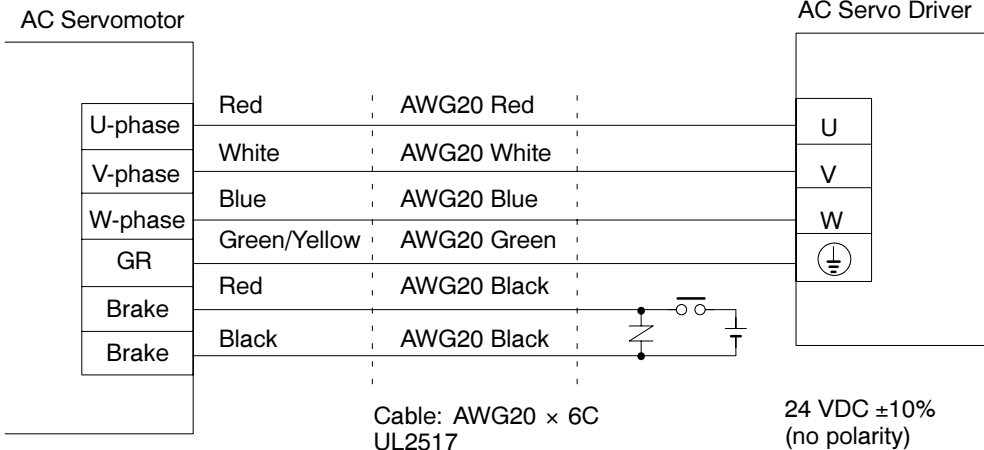 AC Servomotor
AC Servo Driver
U-phase
Red
AWG20 Red
U
V-phase
White
AWG20 White
V
W-phase
Blue
AWG20 Blue
W
GR
Green/Yellow
AWG20 Green
Brake
Red
AWG20 Black
Brake
Black
AWG20 Black
Cable: AWG20 × 6C
UL2517
24 VDC ±10%
(no polarity)